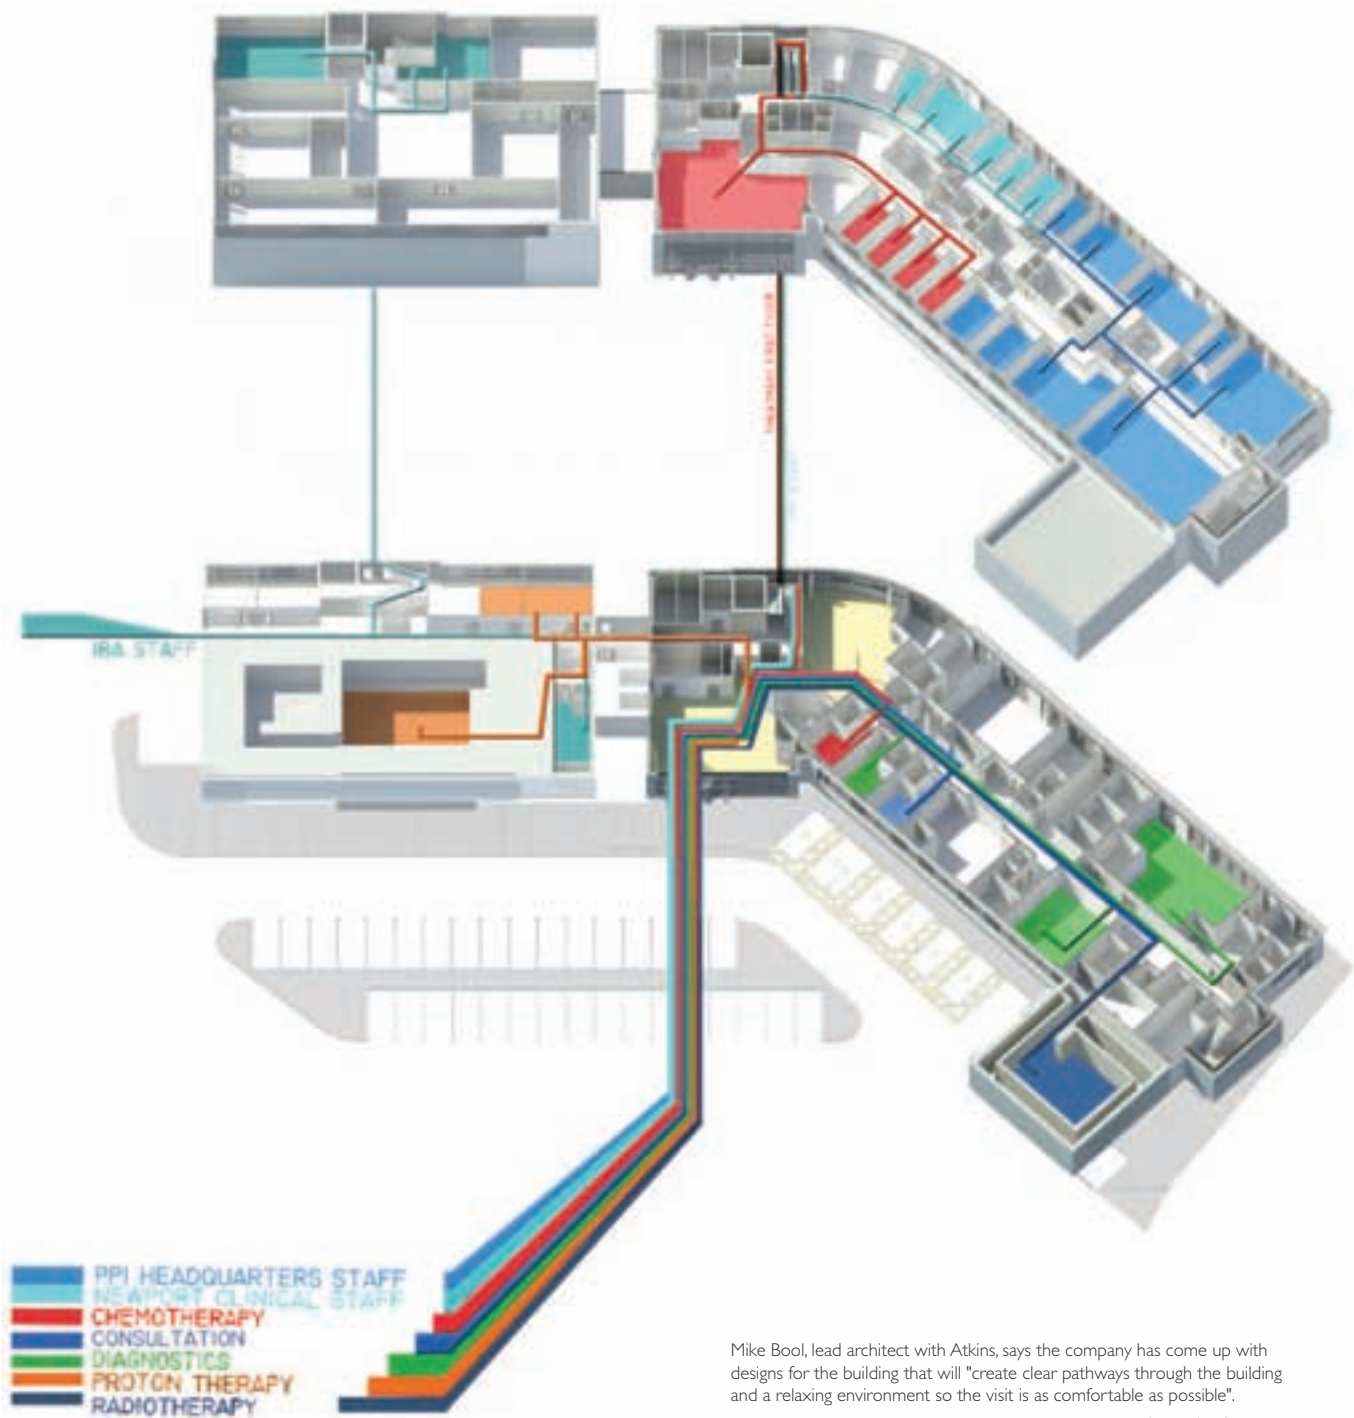 IBA STAFF
PPI HEADQUARTERS STAFF
NEWPORT CLINICAL STAFF
CHEMOTHERAPY
CONSULTATION
DIAGNOSTICS
PROTON THERAPY
RADIOTHERAPY
Mike Bool, lead architect with Atkins, says the company has come up with
designs for the building that will "create clear pathways through the building
and a relaxing environment so the visit is as comfortable as possible".